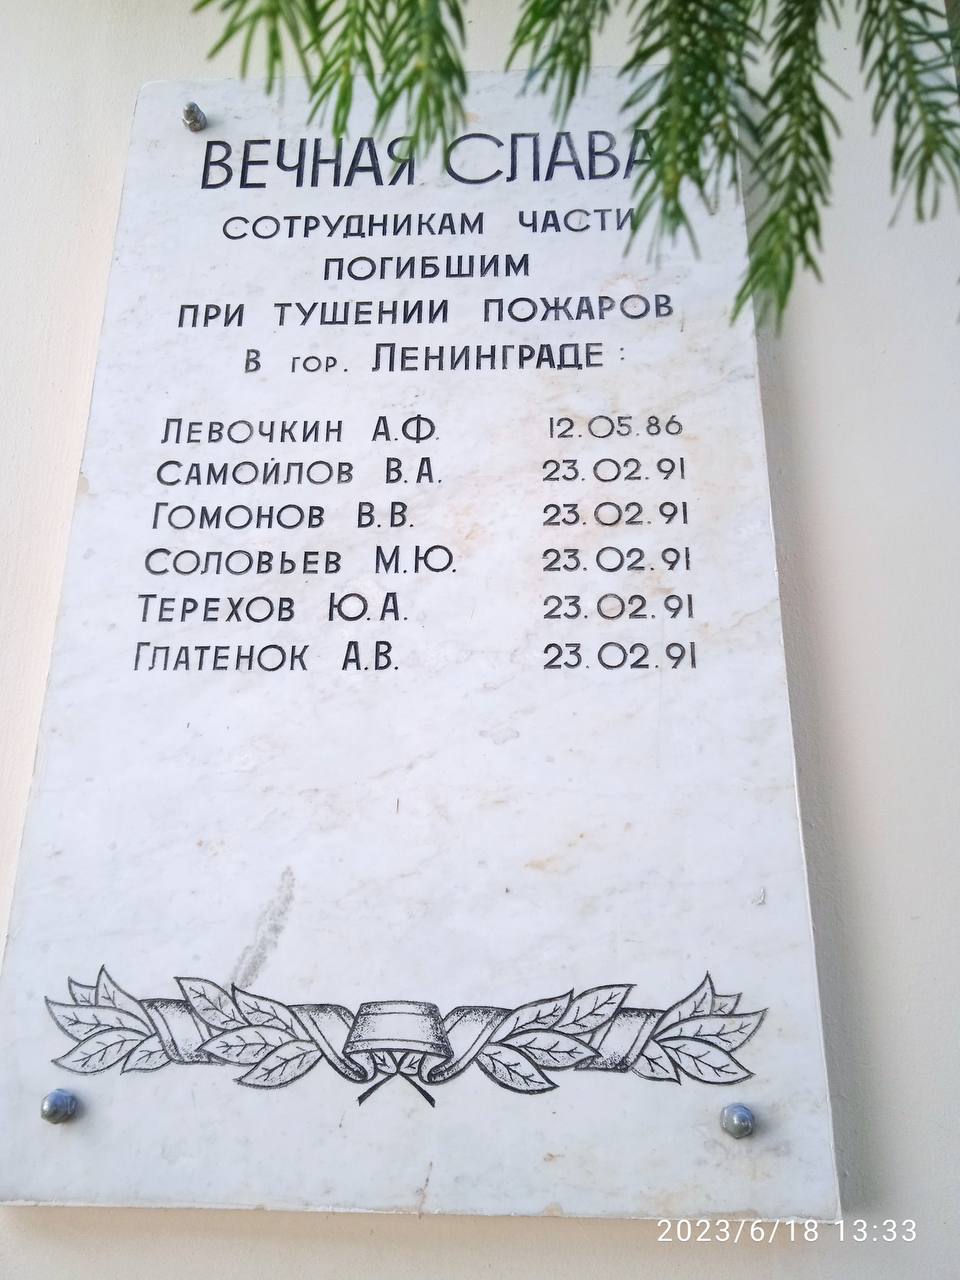 ВЕЧНАЯ СЛАВА
СОТРУДНИКАМ ЧАСТИ
ПОГИБШИМ
ПРИ ТУШЕНИИ ПОЖАРОВ
В ГОР. ЛЕНИНГРАДЕ :
ЛЕВОЧКИН А.Ф. 12.05.86
САМОЙЛОВ В.А. 23.02.91
ГОМОНОВ В.В. 23.02.91
СОЛОВЬЕВ М.Ю. 23.02.91
ТЕРЕХОВ Ю.А. 23.02.91
ГЛАТЕНОК А.В. 23.02.91
2023/6/18 13:33